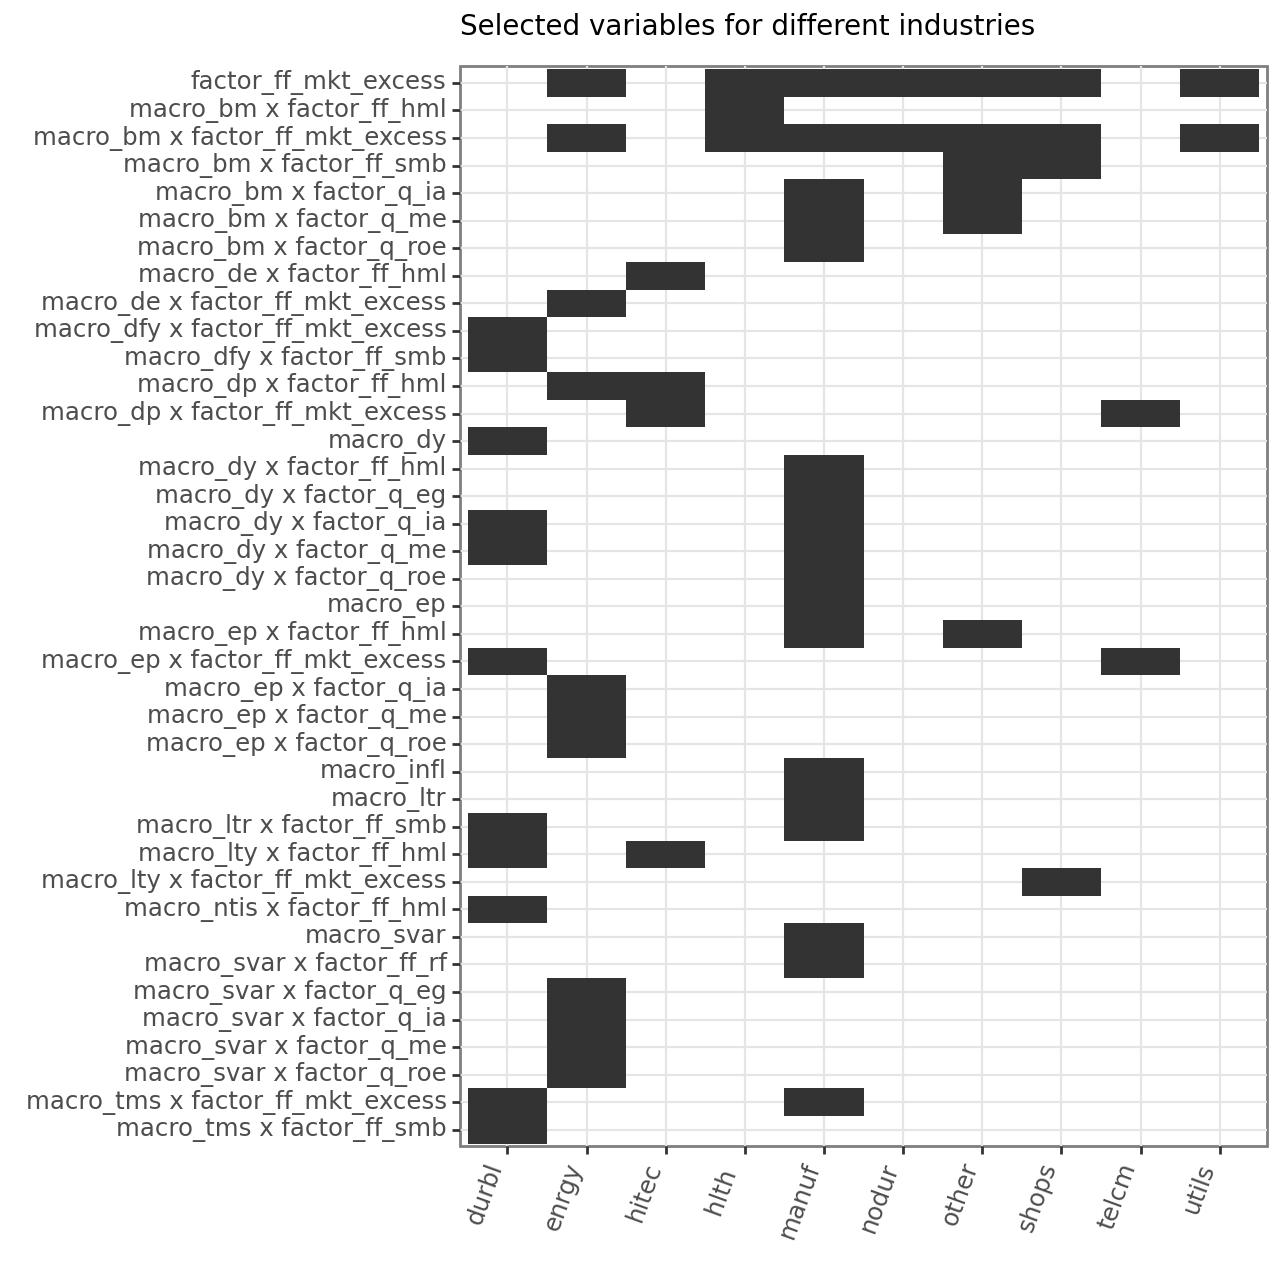 Selected variables for different industries
factor_ff_mkt_excess
macro_bm x factor_ff_hml
macro_bm x factor_ff_mkt_excess
macro_bm x factor_ff_smb
macro_bm x factor_q_ia
macro_bm x factor_q_me
macro_bm x factor_q_roe
macro_de x factor_ff_hml
macro_de x factor_ff_mkt_excess
macro_dfy x factor_ff_mkt_excess
macro_dfy x factor_ff_smb
macro_dp x factor_ff_hml
macro_dp x factor_ff_mkt_excess
macro_dy
macro_dy x factor_ff_hml
macro_dy x factor_q_eg
macro_dy x factor_q_ia
macro_dy x factor_q_me
macro_dy x factor_q_roe
macro_ep
macro_ep x factor_ff_hml
macro_ep x factor_ff_mkt_excess
macro_ep x factor_q_ia
macro_ep x factor_q_me
macro_ep x factor_q_roe
macro_infl
macro_ltr
macro_ltr x factor_ff_smb
macro_lty x factor_ff_hml
macro_lty x factor_ff_mkt_excess
macro_ntis x factor_ff_hml
macro_svar
macro_svar x factor_ff_rf
macro_svar x factor_q_eg
macro_svar x factor_q_ia
macro_svar x factor_q_me
macro_svar x factor_q_roe
macro_tms x factor_ff_mkt_excess
macro_tms x factor_ff_smb
durbl
enrgy
hitec
hlth
manuf
nodur
other
shops
telcm
utils